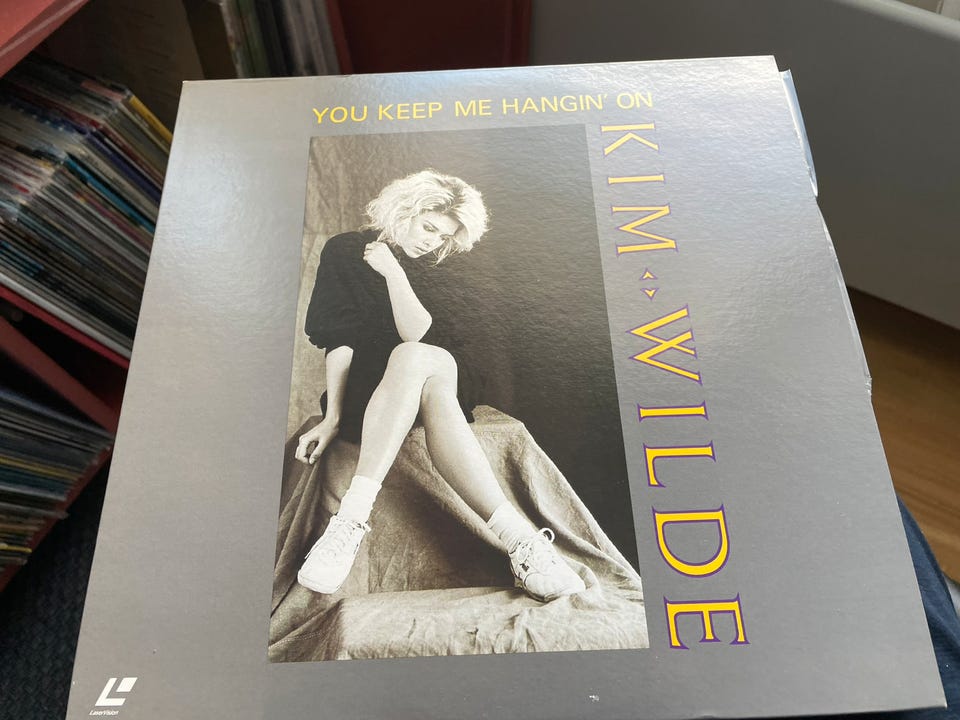 YOU KEEP ME HANGIN' ON
KIM WILDE
LaserVision